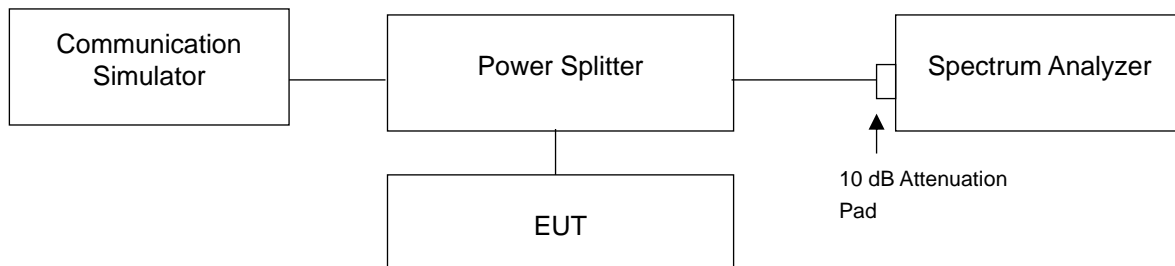 Communication
Simulator
Power Splitter
Spectrum Analyzer
10 dB Attenuation
Pad
EUT